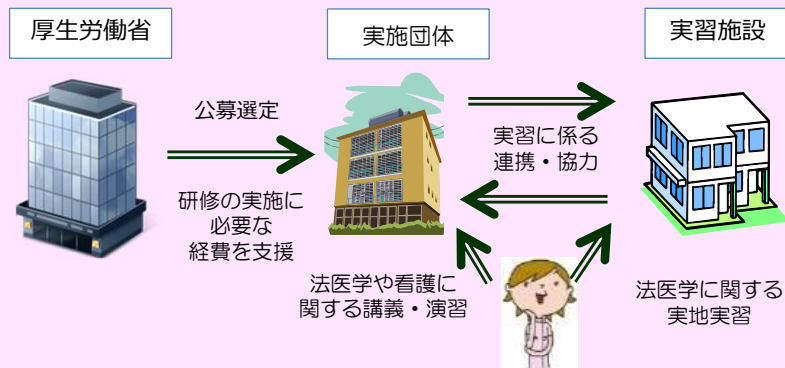 厚生労働省
実施団体
実習施設
公募選定
研修の実施に
必要な
経費を支援
実習に係る
連携・協力
法医学や看護に
関する講義・演習
法医学に関する
実地実習